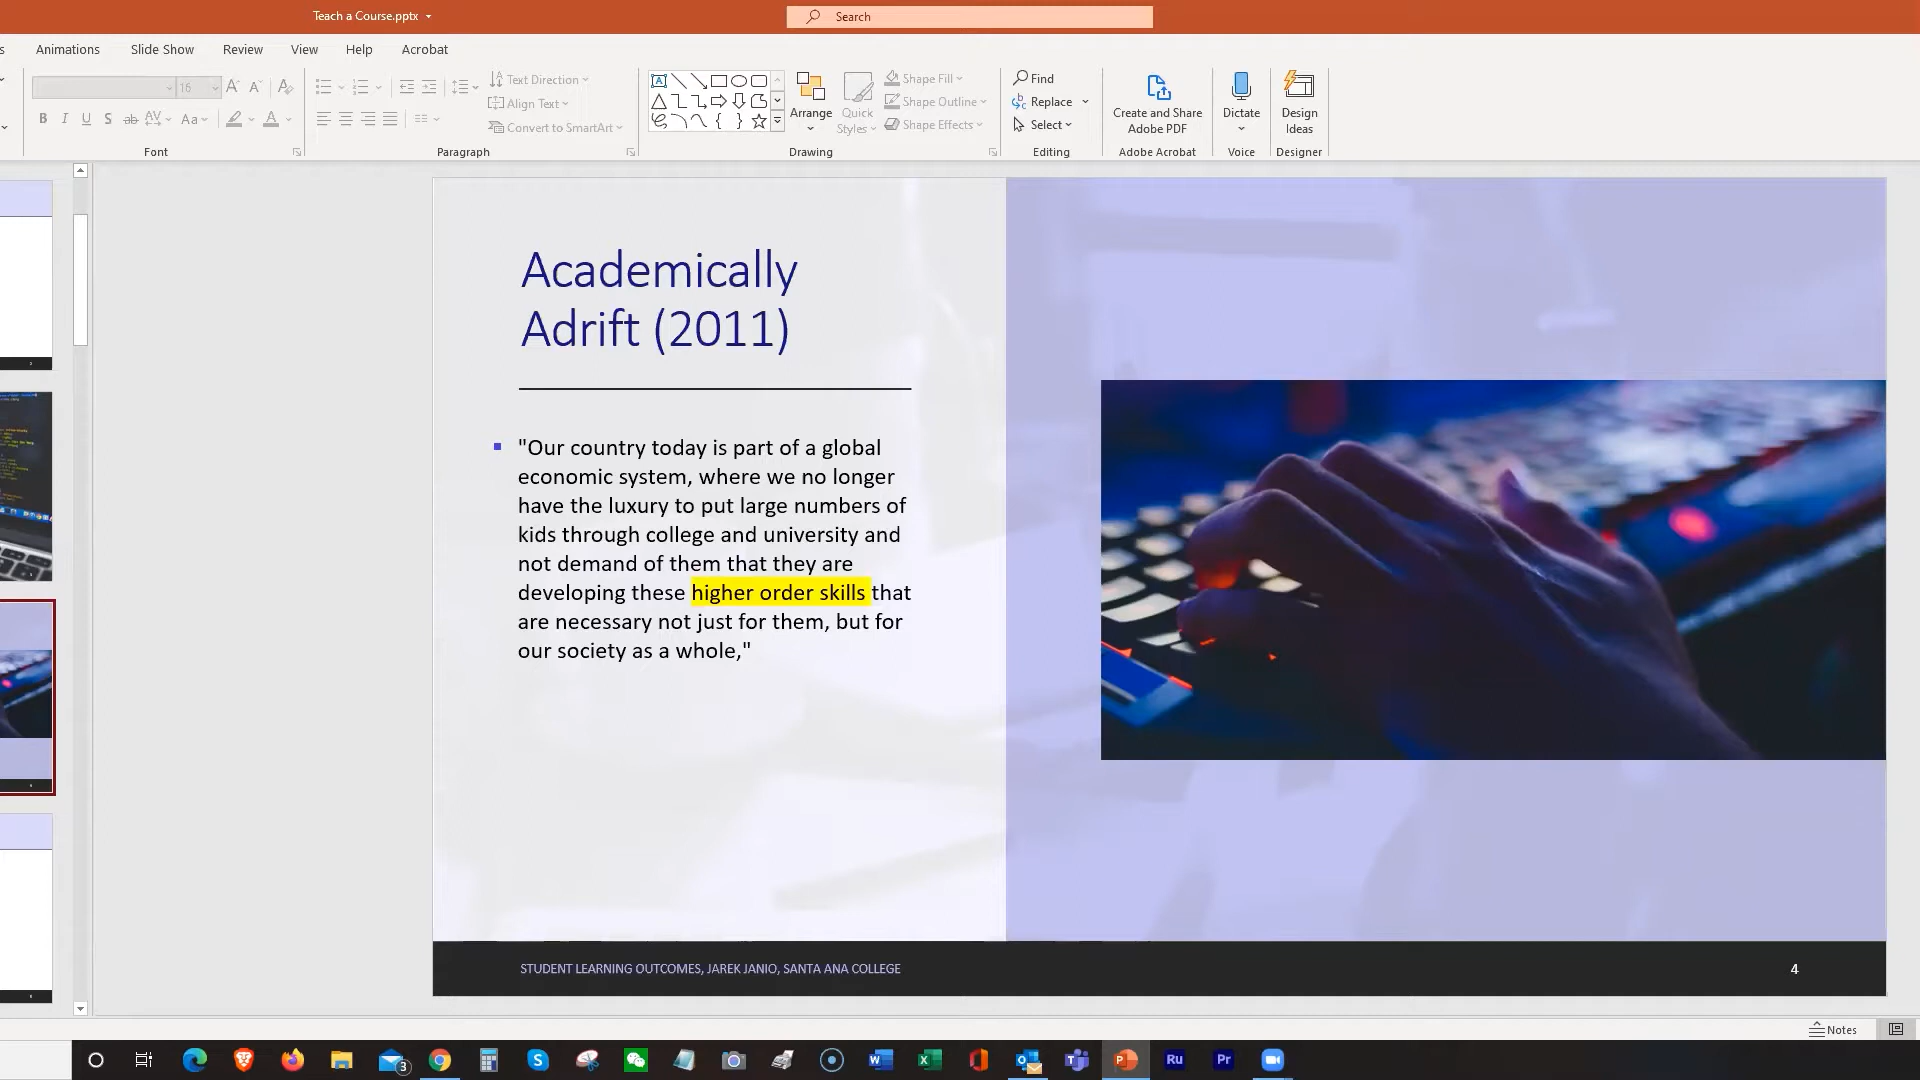 Teach a Course.pptx
Search
s Animations Slide Show Review View Help Acrobat
16
Text Direction
Align Text
Convert to SmartArt
Font
Paragraph
Arrange
Quick Styles
Shape Fill
Shape Outline
Shape Effects
Drawing
Find
Replace
Select
Editing
Create and Share
Adobe PDF
Adobe Acrobat
Dictate
Voice
Design
Ideas
Designer
Academically
Adrift (2011)
"Our country today is part of a global
economic system, where we no longer
have the luxury to put large numbers of
kids through college and university and
not demand of them that they are
developing these higher order skills that
are necessary not just for them, but for
our society as a whole,"
STUDENT LEARNING OUTCOMES, JAREK JANIO, SANTA ANA COLLEGE
4
Notes
3
Ru
Pr